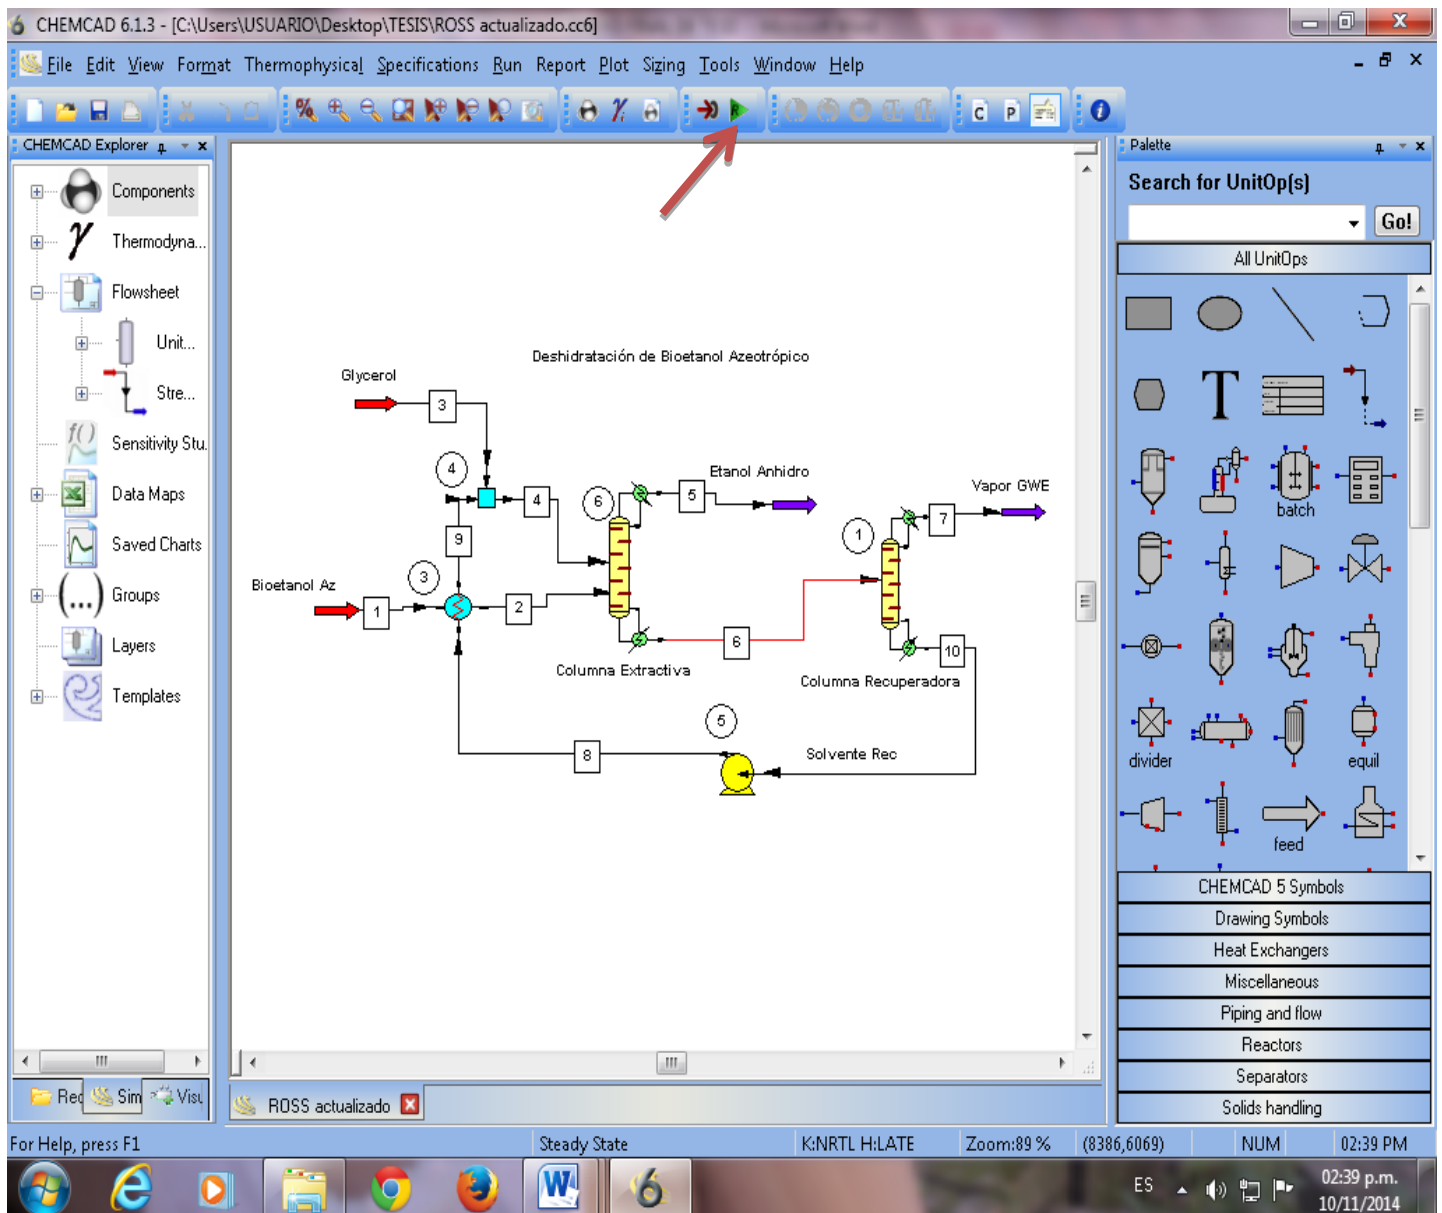 CHEMCAD 6.1.3 - [C:\Users\USUARIO\Desktop\TESIS\ROSS actualizado.cc6]
File Edit View Format Thermophysical Specifications Run Report Plot Sizing Tools Window Help
C P
CHEMCAD Explorer
Components
Thermodyna...
Flowsheet
Unit...
Stre...
Sensitivity Stu.
Data Maps
Saved Charts
Groups
Layers
Templates
Rec Sim Visu
Deshidratación de Bioetanol Azeotrópico
Glycerol
3
4
4
9
Bioetanol Az
1
3
2
6
5
Etanol Anhidro
6
Columna Extractiva
1
7
Vapor GWE
10
Columna Recuperadora
5
8
Solvente Rec
ROSS actualizado
Palette
Search for UnitOp(s)
Go!
All UnitOps
T
batch
divider
equil
feed
CHEMCAD 5 Symbols
Drawing Symbols
Heat Exchangers
Miscellaneous
Piping and flow
Reactors
Separators
Solids handling
For Help, press F1
Steady State
K:NRTL H:LATE
Zoom:89 %
(8386,6069)
NUM
02:39 PM
ES
02:39 p.m.
10/11/2014